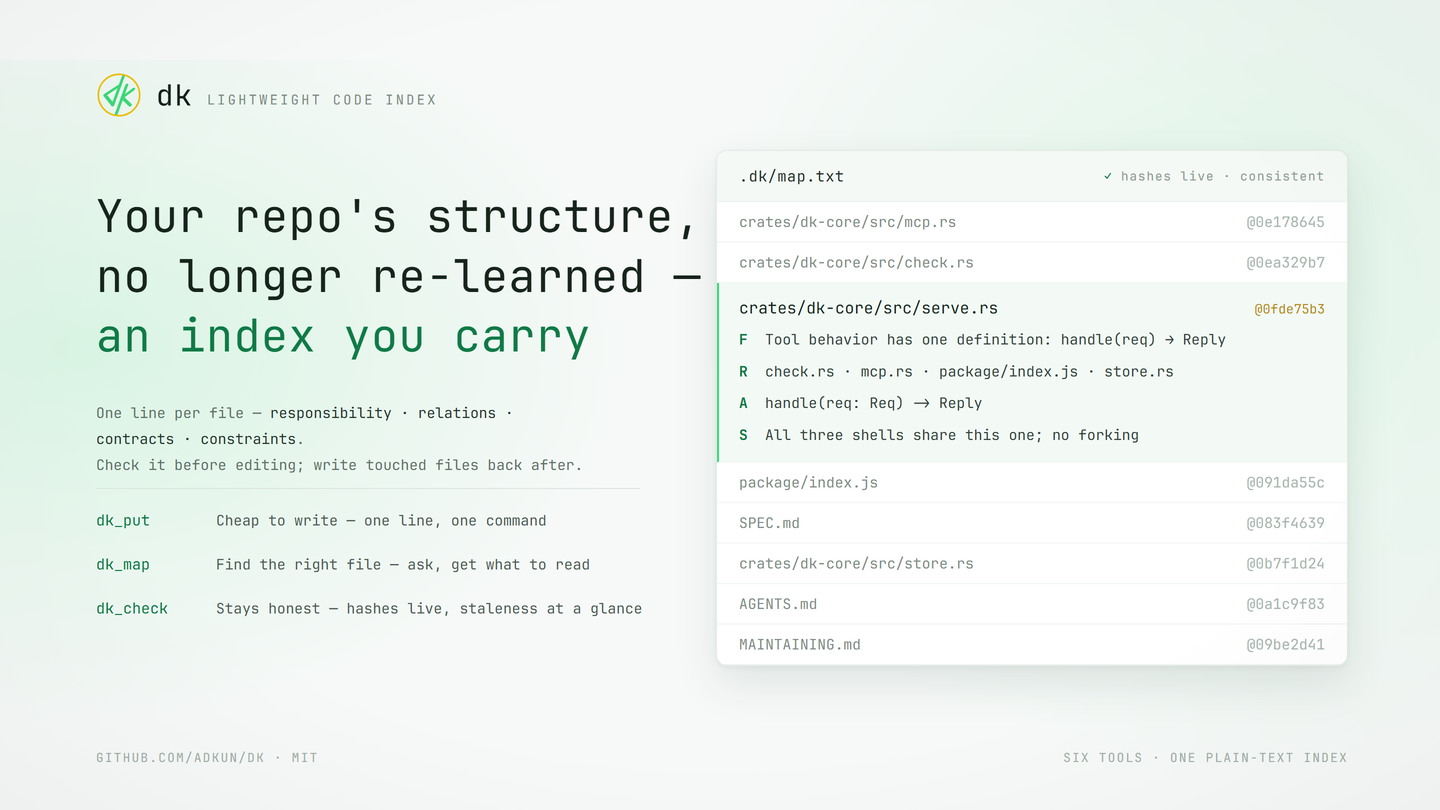 dk LIGHTWEIGHT CODE INDEX
Your repo's structure,
no longer re-learned —
an index you carry
One line per file — responsibility · relations ·
contracts · constraints.
Check it before editing; write touched files back after.
dk_put Cheap to write — one line, one command
dk_map Find the right file — ask, get what to read
dk_check Stays honest — hashes live, staleness at a glance
.dk/map.txt ✓ hashes live · consistent
crates/dk-core/src/mcp.rs @0e178645
crates/dk-core/src/check.rs @0ea329b7
crates/dk-core/src/serve.rs @0fde75b3
F Tool behavior has one definition: handle(req) → Reply
R check.rs · mcp.rs · package/index.js · store.rs
A handle(req: Req) ⟶ Reply
S All three shells share this one; no forking
package/index.js @091da55c
SPEC.md @083f4639
crates/dk-core/src/store.rs @0b7f1d24
AGENTS.md @0a1c9f83
MAINTAINING.md @09be2d41
GITHUB.COM/ADKUN/DK · MIT
SIX TOOLS · ONE PLAIN-TEXT INDEX